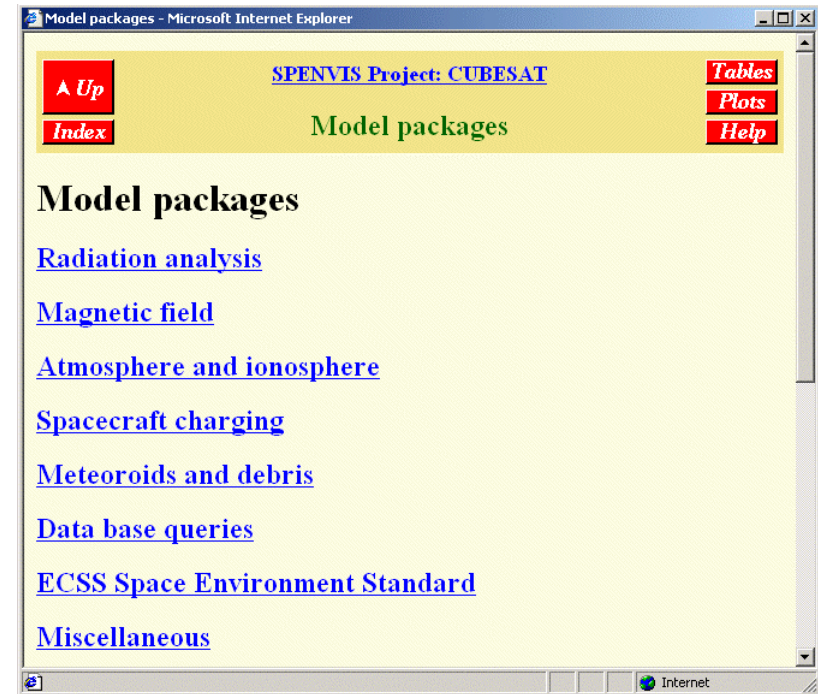 Model packages - Microsoft Internet Explorer
Up
SPENVIS Project: CUBESAT
Tables
Plots
Index
Model packages
Help
Model packages
Radiation analysis
Magnetic field
Atmosphere and ionosphere
Spacecraft charging
Meteoroids and debris
Data base queries
ECSS Space Environment Standard
Miscellaneous
Internet